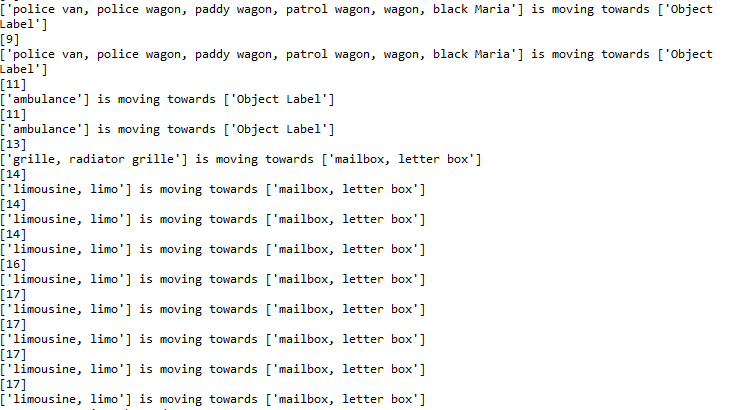 ['police van, police wagon, paddy wagon, patrol wagon, wagon, black Maria'] is moving towards ['Object
Label']
[9]
['police van, police wagon, paddy wagon, patrol wagon, wagon, black Maria'] is moving towards ['Object
Label']
[11]
['ambulance'] is moving towards ['Object Label']
[11]
['ambulance'] is moving towards ['Object Label']
[13]
['grille, radiator grille'] is moving towards ['mailbox, letter box']
[14]
['limousine, limo'] is moving towards ['mailbox, letter box']
[14]
['limousine, limo'] is moving towards ['mailbox, letter box']
[14]
['limousine, limo'] is moving towards ['mailbox, letter box']
[16]
['limousine, limo'] is moving towards ['mailbox, letter box']
[17]
['limousine, limo'] is moving towards ['mailbox, letter box']
[17]
['limousine, limo'] is moving towards ['mailbox, letter box']
[17]
['limousine, limo'] is moving towards ['mailbox, letter box']
[17]
['limousine, limo'] is moving towards ['mailbox, letter box']